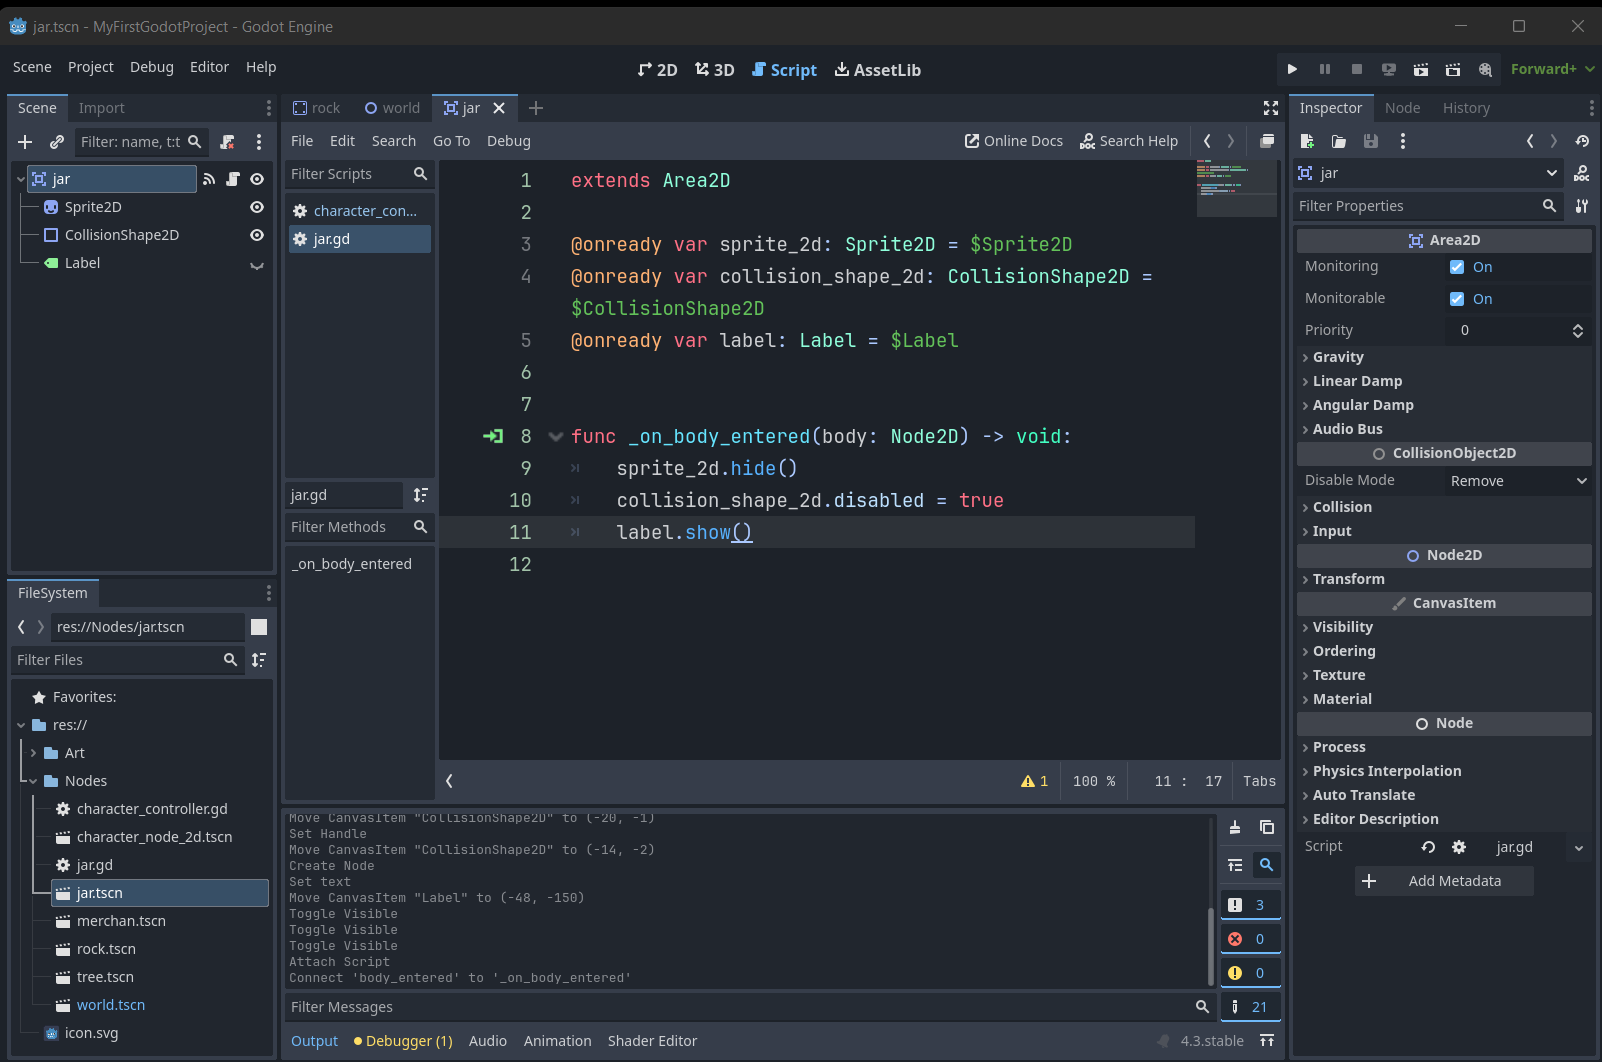 jar.tscn - MyFirstGodotProject - Godot Engine
Scene Project Debug Editor Help
2D 3D Script AssetLib
Forward+
Scene Import
Filter: name, t:t
jar
Sprite2D
CollisionShape2D
Label
FileSystem
res://Nodes/jar.tscn
Filter Files
Favorites:
res://
Art
Nodes
character_controller.gd
character_node_2d.tscn
jar.gd
jar.tscn
merchan.tscn
rock.tscn
tree.tscn
world.tscn
icon.svg
rock world jar
File Edit Search Go To Debug
Online Docs Search Help
Filter Scripts
character_con...
jar.gd
jar.gd
Filter Methods
_on_body_entered
1 extends Area2D
2
3 @onready var sprite_2d: Sprite2D = $Sprite2D
4 @onready var collision_shape_2d: CollisionShape2D =
$CollisionShape2D
5 @onready var label: Label = $Label
6
7
8 func _on_body_entered(body: Node2D) -> void:
9 sprite_2d.hide()
10 collision_shape_2d.disabled = true
11 label.show()
12
1 100 % 11 : 17 Tabs
Move CanvasItem "CollisionShape2D" to (-20, -1)
Set Handle
Move CanvasItem "CollisionShape2D" to (-14, -2)
Create Node
Set text
Move CanvasItem "Label" to (-48, -150)
Toggle Visible
Toggle Visible
Toggle Visible
Attach Script
Connect 'body_entered' to '_on_body_entered'
3
0
0
21
Filter Messages
Output Debugger (1) Audio Animation Shader Editor
4.3.stable
Inspector Node History
jar
DOC
Filter Properties
Area2D
Monitoring On
Monitorable On
Priority 0
Gravity
Linear Damp
Angular Damp
Audio Bus
CollisionObject2D
Disable Mode Remove
Collision
Input
Node2D
Transform
CanvasItem
Visibility
Ordering
Texture
Material
Node
Process
Physics Interpolation
Auto Translate
Editor Description
Script jar.gd
Add Metadata